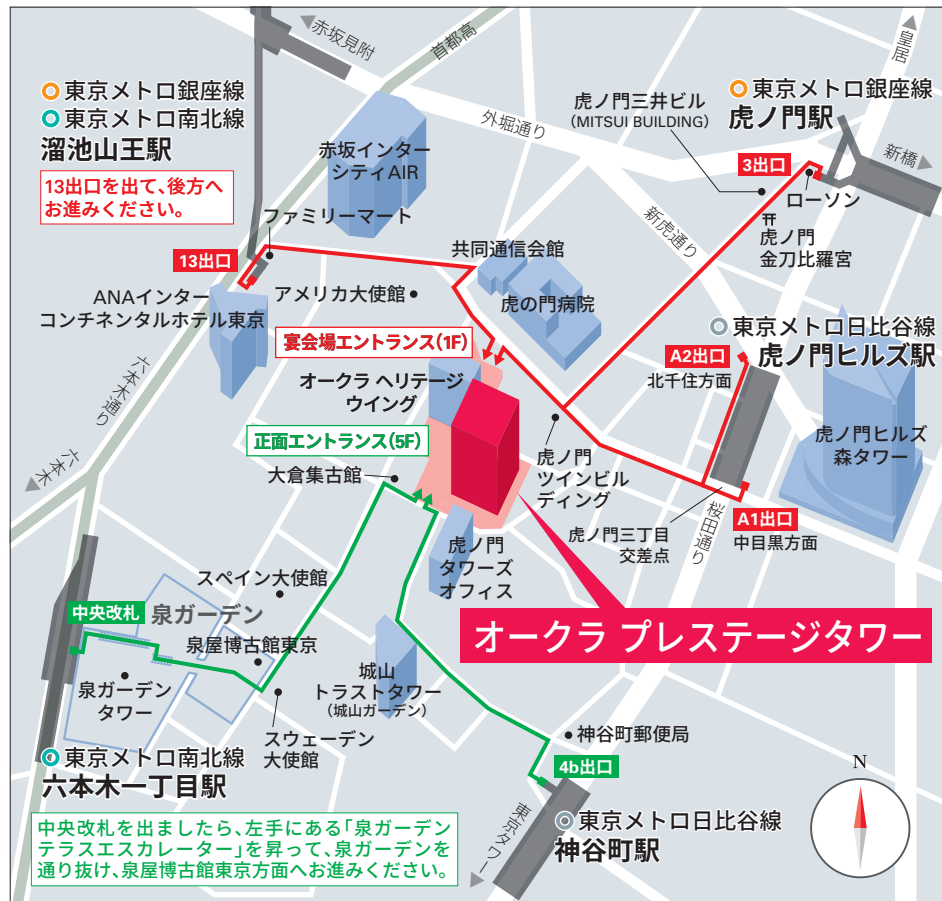 赤坂見附
首都高
皇居
東京メトロ銀座線
東京メトロ南北線
溜池山王駅
13出口を出て、後方へ
お進みください。
赤坂インター
シティAIR
外堀通り
虎ノ門三井ビル
(MITSUI BUILDING)
東京メトロ銀座線
虎ノ門駅
新橋
3出口
ローソン
虎ノ門
金刀比羅宮
新虎通り
ファミリーマート
13出口
共同通信会館
ANAインター
コンチネンタルホテル東京
アメリカ大使館
虎の門病院
宴会場エントランス(1F)
東京メトロ日比谷線
虎ノ門ヒルズ駅
A2出口
北千住方面
オークラ ヘリテージ
ウイング
六本木通り
六本木
正面エントランス(5F)
大倉集古館
虎ノ門
ツインビル
ディング
虎ノ門ヒルズ
森タワー
虎ノ門三丁目
交差点
桜田通り
A1出口
中目黒方面
虎ノ門
タワーズ
オフィス
スペイン大使館
中央改札
泉ガーデン
泉屋博古館東京
オークラ プレステージタワー
泉ガーデン
タワー
城山
トラストタワー
(城山ガーデン)
スウェーデン
大使館
神谷町郵便局
東京メトロ南北線
六本木一丁目駅
4b出口
N
中央改札を出ましたら、左手にある「泉ガーデン
テラスエスカレーター」を昇って、泉ガーデンを
通り抜け、泉屋博古館東京方面へお進みください。
東京タワー
東京メトロ日比谷線
神谷町駅